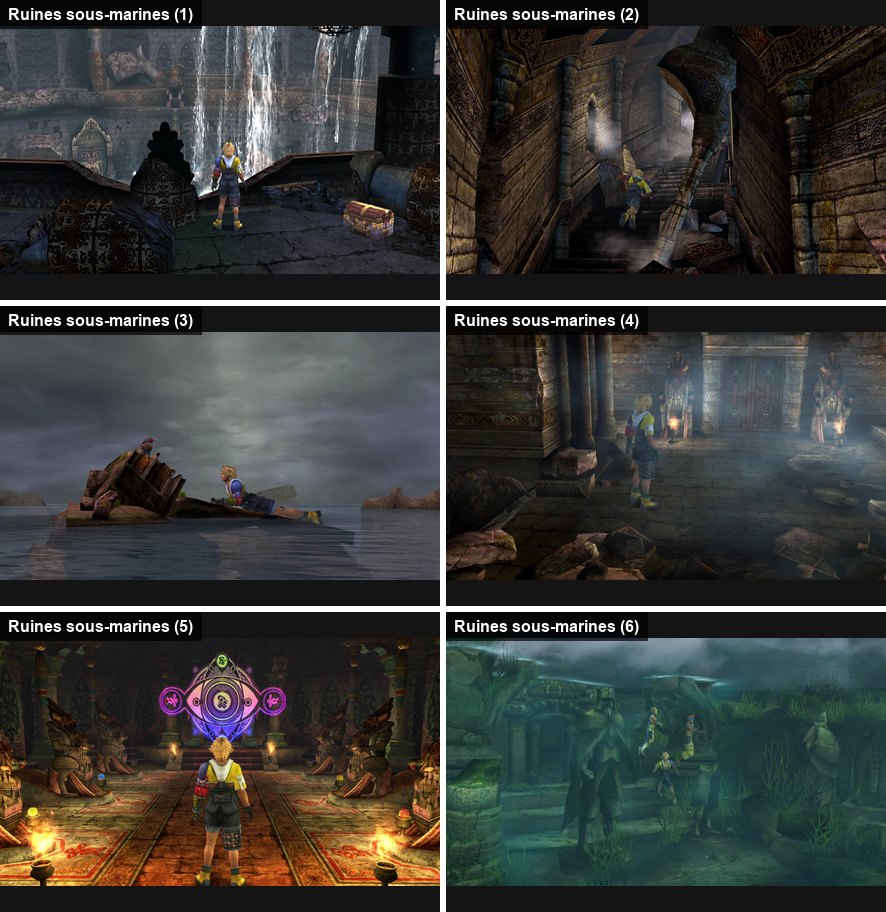 Ruines sous-marines (1)
Ruines sous-marines (2)
Ruines sous-marines (3)
Ruines sous-marines (4)
Ruines sous-marines (5)
Ruines sous-marines (6)